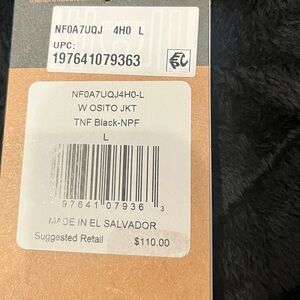 NF0A7UQJ 4H0 L
UPC:
197641079363
NF0A7UQJ4H0-L
W OSITO JKT
TNF Black-NPF
L
97641 07936 3
MADE IN EL SALVADOR
Suggested Retail $110.00